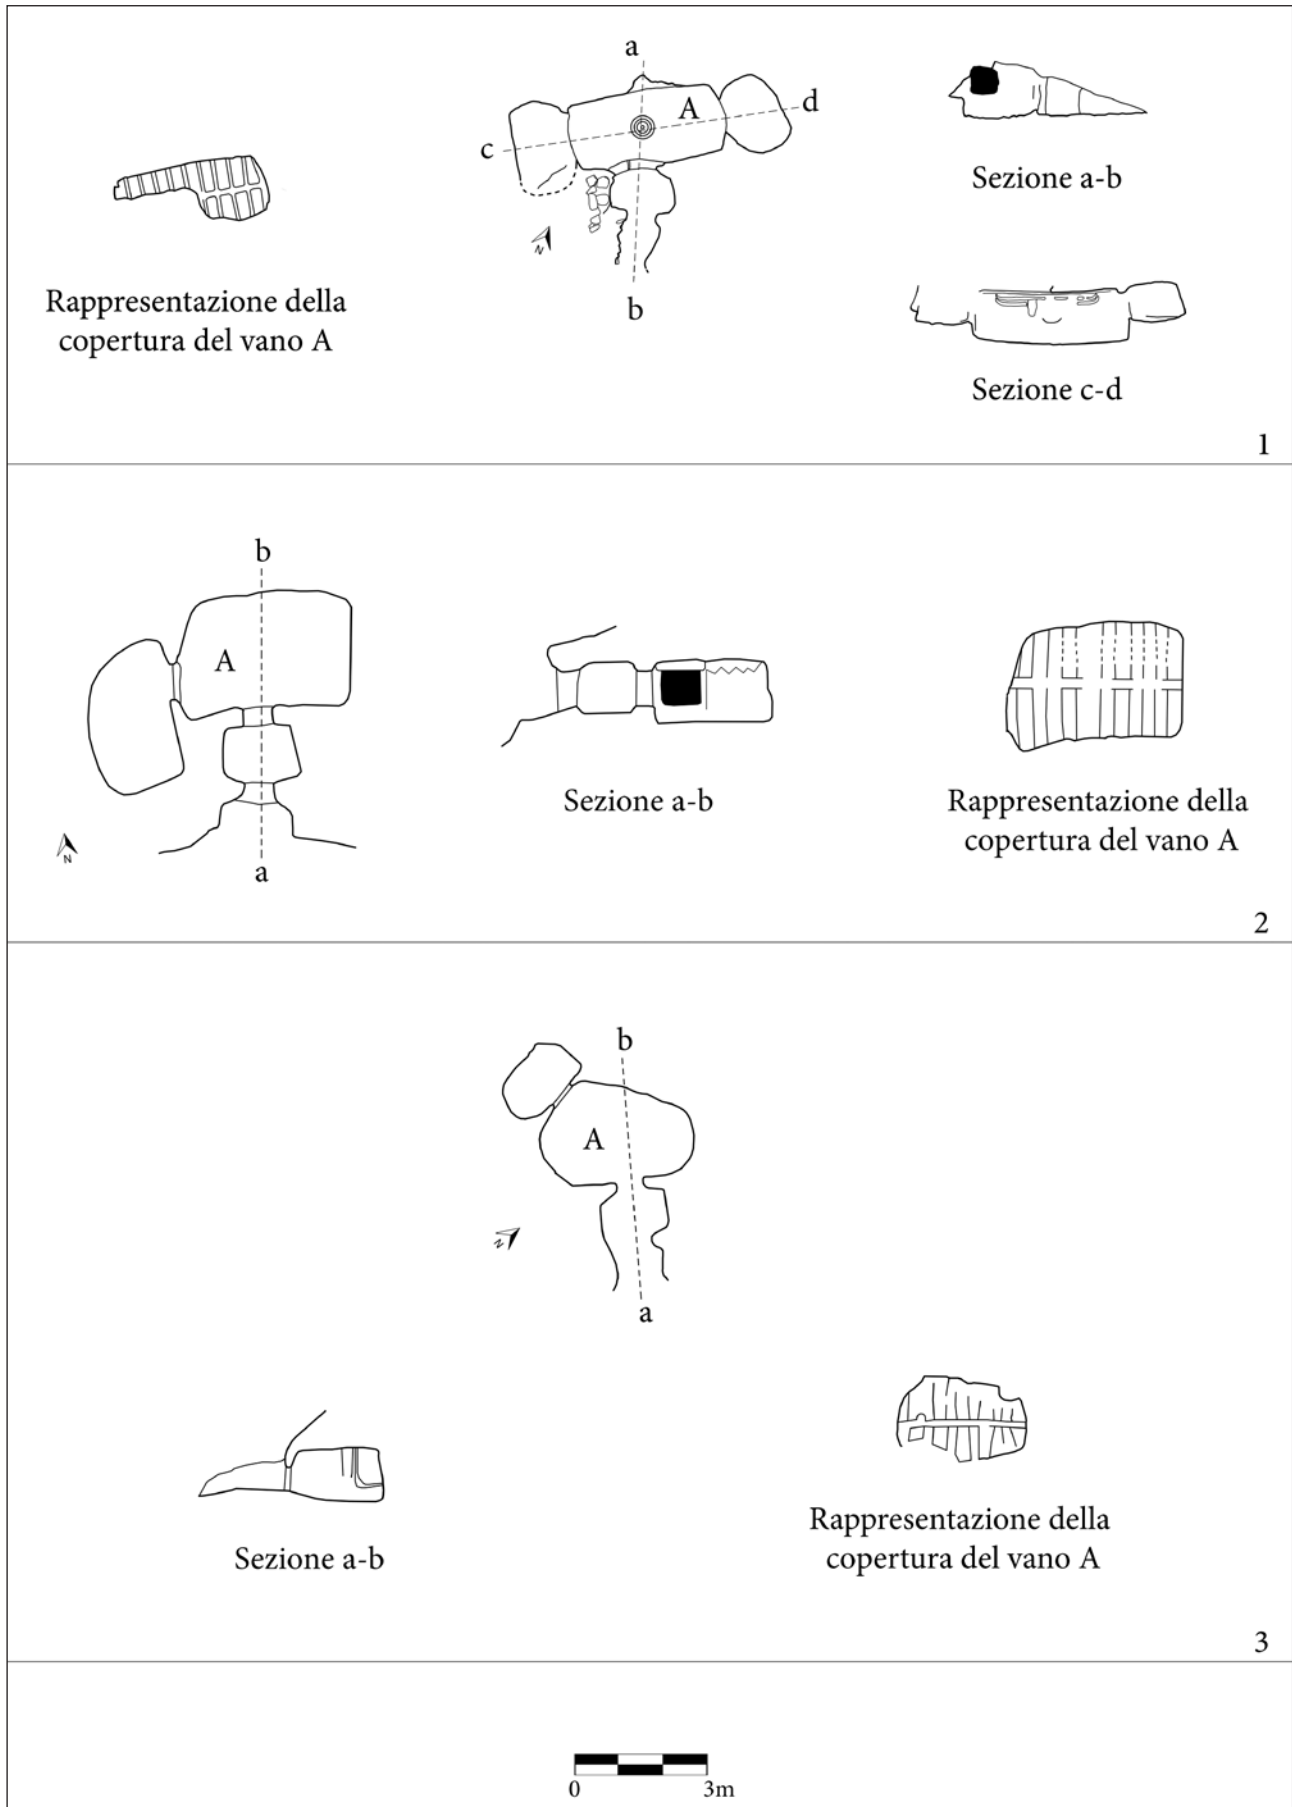 a
A
d
c
N
b
Sezione a-b
Rappresentazione della
copertura del vano A
Sezione c-d
1
b
A
N
a
Sezione a-b
Rappresentazione della
copertura del vano A
2
b
A
N
a
Sezione a-b
Rappresentazione della
copertura del vano A
3
0 3m